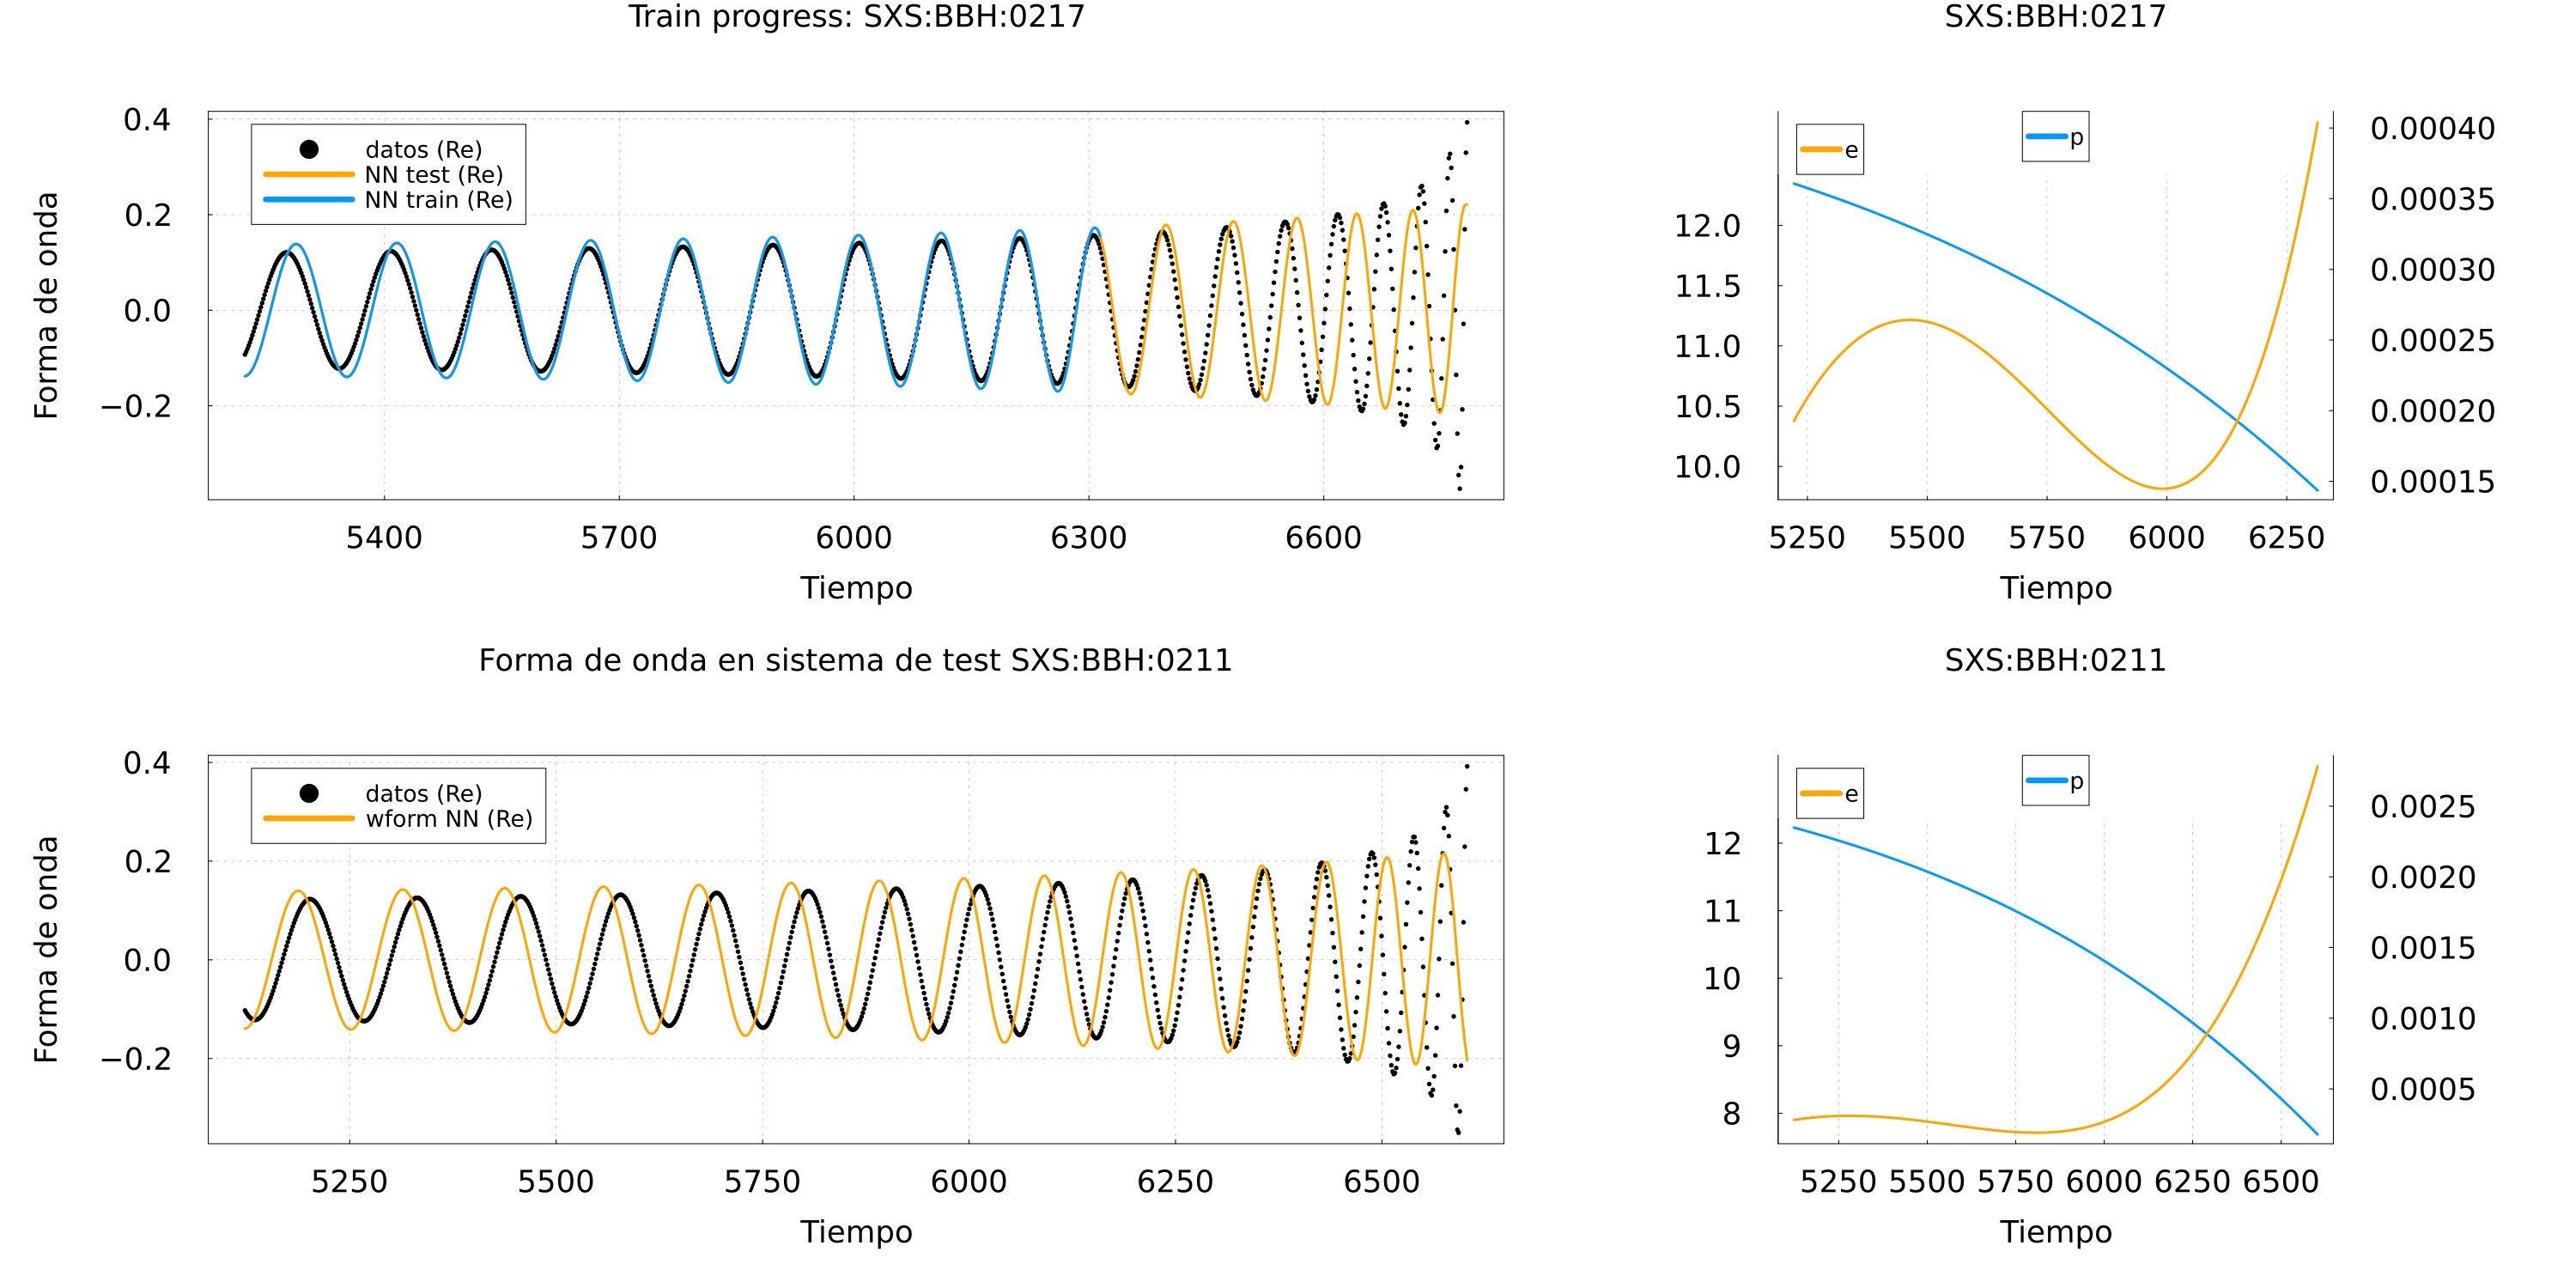 Train progress: SXS:BBH:0217
0.4
0.2
0.0
−0.2
Forma de onda
datos (Re)
NN test (Re)
NN train (Re)
5400 5700 6000 6300 6600
Tiempo
SXS:BBH:0217
e
p
12.0
11.5
11.0
10.5
10.0
0.00040
0.00035
0.00030
0.00025
0.00020
0.00015
5250 5500 5750 6000 6250
Tiempo
Forma de onda en sistema de test SXS:BBH:0211
0.4
0.2
0.0
−0.2
Forma de onda
datos (Re)
wform NN (Re)
5250 5500 5750 6000 6250 6500
Tiempo
SXS:BBH:0211
e
p
12
11
10
9
8
0.0025
0.0020
0.0015
0.0010
0.0005
5250 5500 5750 6000 6250 6500
Tiempo